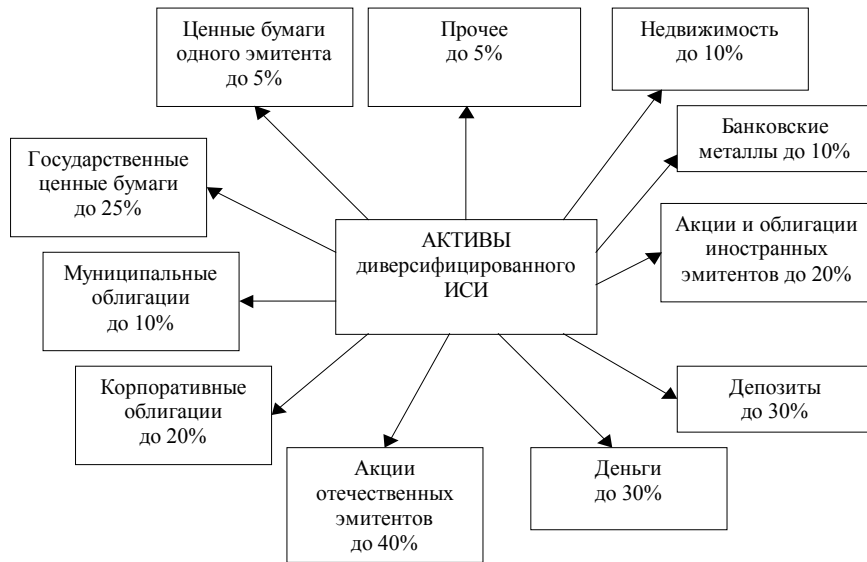 Ценные бумаги
одного эмитента
до 5%
Прочее
до 5%
Недвижимость
до 10%
Банковские
металлы до 10%
Государственные
ценные бумаги
до 25%
АКТИВЫ
диверсифицированного
ИСИ
Акции и облигации
иностранных
эмитентов до 20%
Муниципальные
облигации
до 10%
Корпоративные
облигации
до 20%
Депозиты
до 30%
Акции
отечественных
эмитентов
до 40%
Деньги
до 30%